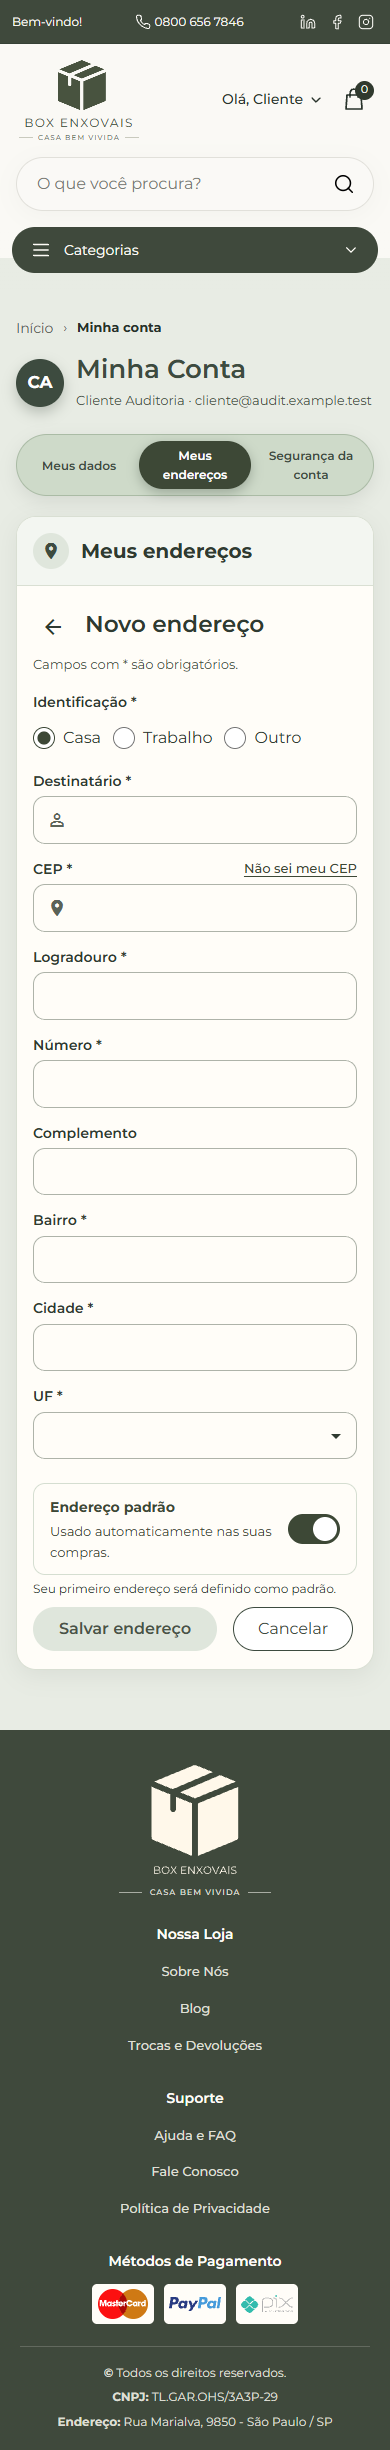 Bem-vindo!
0800 656 7846
BOX ENXOVAIS
CASA BEM VIVIDA
Olá, Cliente
0
O que você procura?
Categorias
Início › Minha conta
CA
Minha Conta
Cliente Auditoria · cliente@audit.example.test
Meus dados
Meus
endereços
Segurança da
conta
Meus endereços
Novo endereço
Campos com * são obrigatórios.
Identificação *
Casa
Trabalho
Outro
Destinatário *
CEP *
Não sei meu CEP
Logradouro *
Número *
Complemento
Bairro *
Cidade *
UF *
Endereço padrão
Usado automaticamente nas suas
compras.
Seu primeiro endereço será definido como padrão.
Salvar endereço
Cancelar
BOX ENXOVAIS
CASA BEM VIVIDA
Nossa Loja
Sobre Nós
Blog
Trocas e Devoluções
Suporte
Ajuda e FAQ
Fale Conosco
Política de Privacidade
Métodos de Pagamento
MasterCard
PayPal
pix
© Todos os direitos reservados.
CNPJ: TL.GAR.OHS/3A3P-29
Endereço: Rua Marialva, 9850 - São Paulo / SP